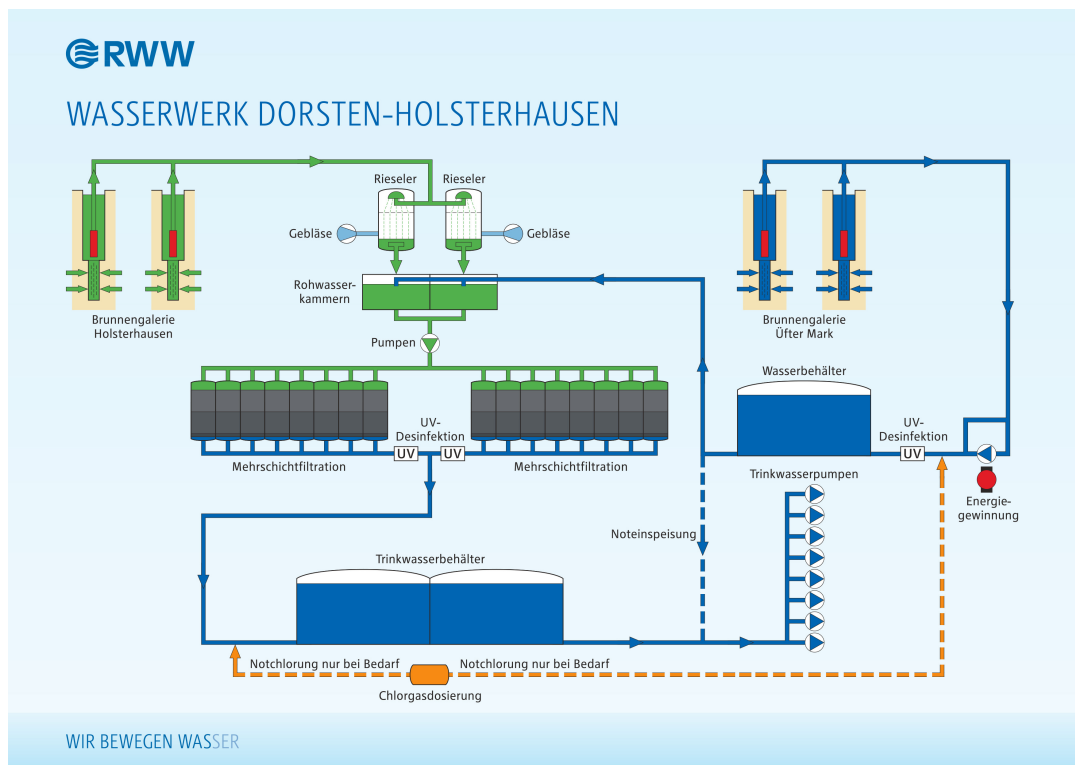 RWW
WASSERWERK DORSTEN-HOLSTERHAUSEN
Rieseler
Rieseler
Gebläse
Gebläse
Rohwasser-
kammern
Brunnengalerie
Holsterhausen
Brunnengalerie
Üfter Mark
Pumpen
Wasserbehälter
UV-
Desinfektion
UV
UV
UV-
Desinfektion
UV
Mehrschichtfiltration
Mehrschichtfiltration
Trinkwasserpumpen
Energie-
gewinnung
Noteinspeisung
Trinkwasserbehälter
Notchlorung nur bei Bedarf
Notchlorung nur bei Bedarf
Chlorgasdosierung
WIR BEWEGEN WASSER